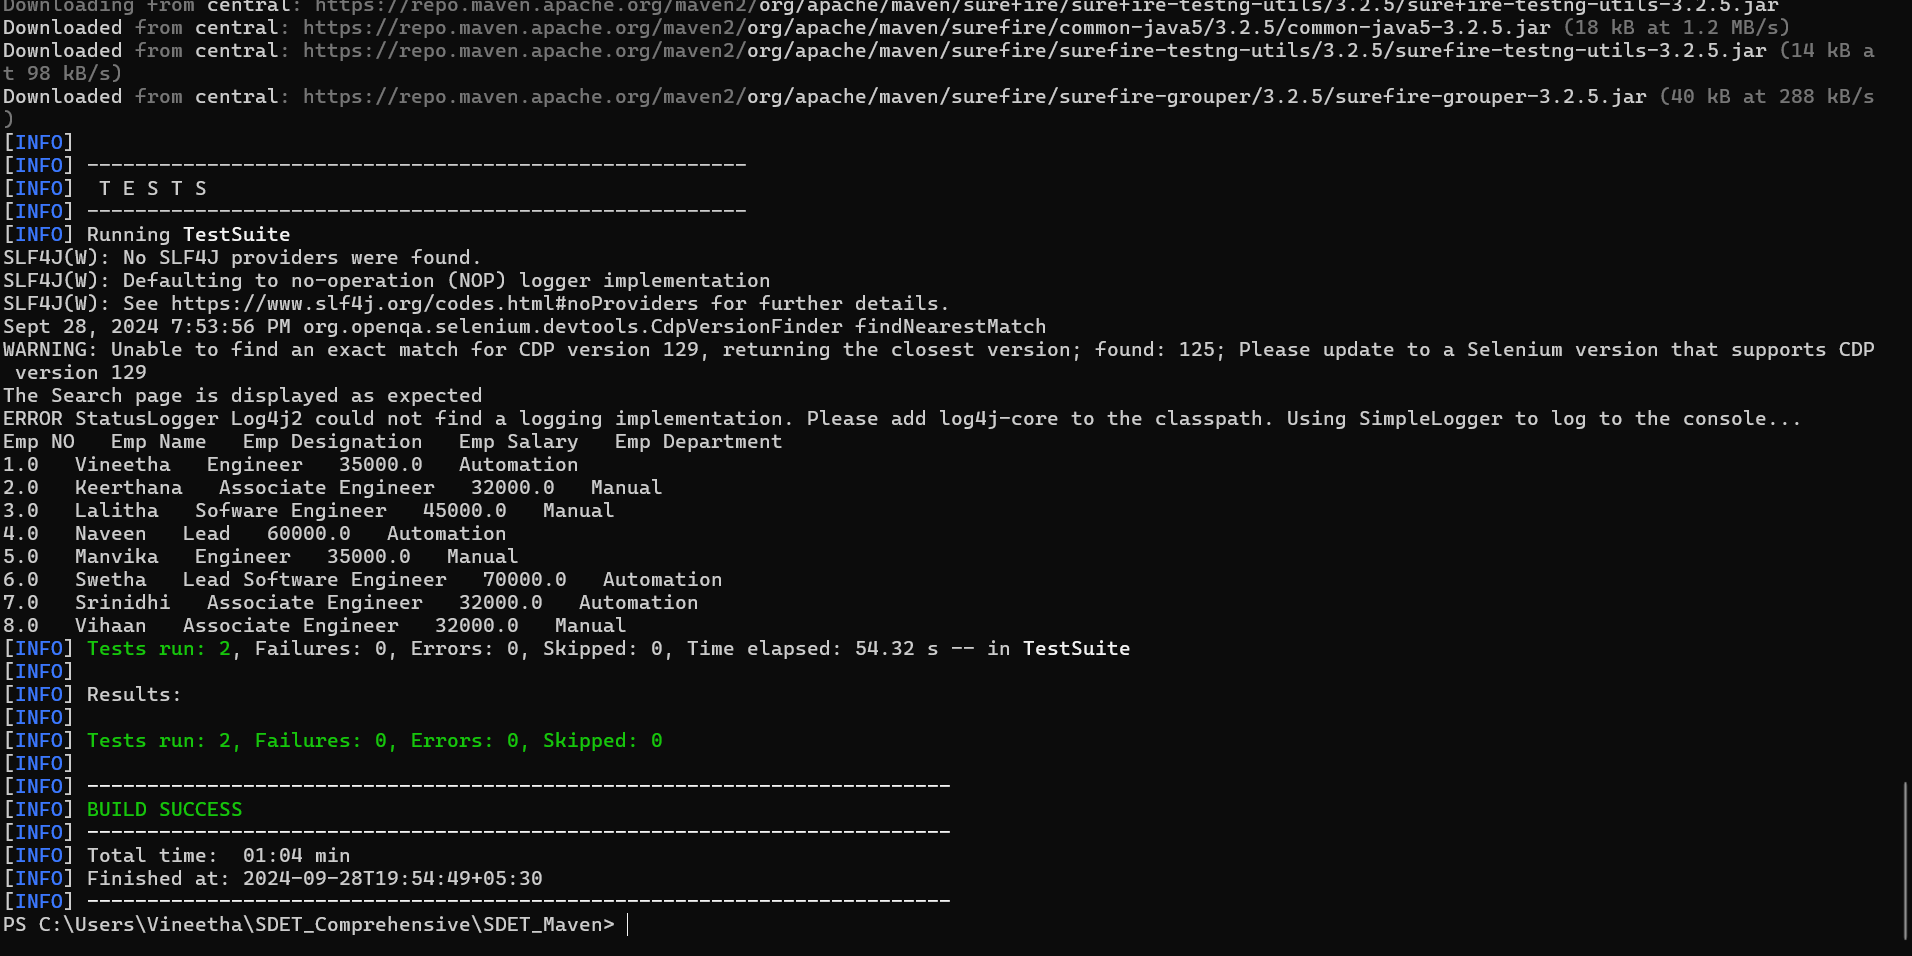 Downloading from central: https://repo.maven.apache.org/maven2/org/apache/maven/surefire/surefire-testng-utils/3.2.5/surefire-testng-utils-3.2.5.jar
Downloaded from central: https://repo.maven.apache.org/maven2/org/apache/maven/surefire/common-java5/3.2.5/common-java5-3.2.5.jar (18 kB at 1.2 MB/s)
Downloaded from central: https://repo.maven.apache.org/maven2/org/apache/maven/surefire/surefire-testng-utils/3.2.5/surefire-testng-utils-3.2.5.jar (14 kB a
t 98 kB/s)
Downloaded from central: https://repo.maven.apache.org/maven2/org/apache/maven/surefire/surefire-grouper/3.2.5/surefire-grouper-3.2.5.jar (40 kB at 288 kB/s
)
[INFO]
[INFO] -------------------------------------------------------
[INFO]  T E S T S
[INFO] -------------------------------------------------------
[INFO] Running TestSuite
SLF4J(W): No SLF4J providers were found.
SLF4J(W): Defaulting to no-operation (NOP) logger implementation
SLF4J(W): See https://www.slf4j.org/codes.html#noProviders for further details.
Sept 28, 2024 7:53:56 PM org.openqa.selenium.devtools.CdpVersionFinder findNearestMatch
WARNING: Unable to find an exact match for CDP version 129, returning the closest version; found: 125; Please update to a Selenium version that supports CDP
 version 129
The Search page is displayed as expected
ERROR StatusLogger Log4j2 could not find a logging implementation. Please add log4j-core to the classpath. Using SimpleLogger to log to the console...
Emp NO   Emp Name   Emp Designation   Emp Salary   Emp Department
1.0   Vineetha   Engineer   35000.0   Automation
2.0   Keerthana   Associate Engineer   32000.0   Manual
3.0   Lalitha   Sofware Engineer   45000.0   Manual
4.0   Naveen   Lead   60000.0   Automation
5.0   Manvika   Engineer   35000.0   Manual
6.0   Swetha   Lead Software Engineer   70000.0   Automation
7.0   Srinidhi   Associate Engineer   32000.0   Automation
8.0   Vihaan   Associate Engineer   32000.0   Manual
[INFO] Tests run: 2, Failures: 0, Errors: 0, Skipped: 0, Time elapsed: 54.32 s -- in TestSuite
[INFO]
[INFO] Results:
[INFO]
[INFO] Tests run: 2, Failures: 0, Errors: 0, Skipped: 0
[INFO]
[INFO] ------------------------------------------------------------------------
[INFO] BUILD SUCCESS
[INFO] ------------------------------------------------------------------------
[INFO] Total time:  01:04 min
[INFO] Finished at: 2024-09-28T19:54:49+05:30
[INFO] ------------------------------------------------------------------------
PS C:\Users\Vineetha\SDET_Comprehensive\SDET_Maven>